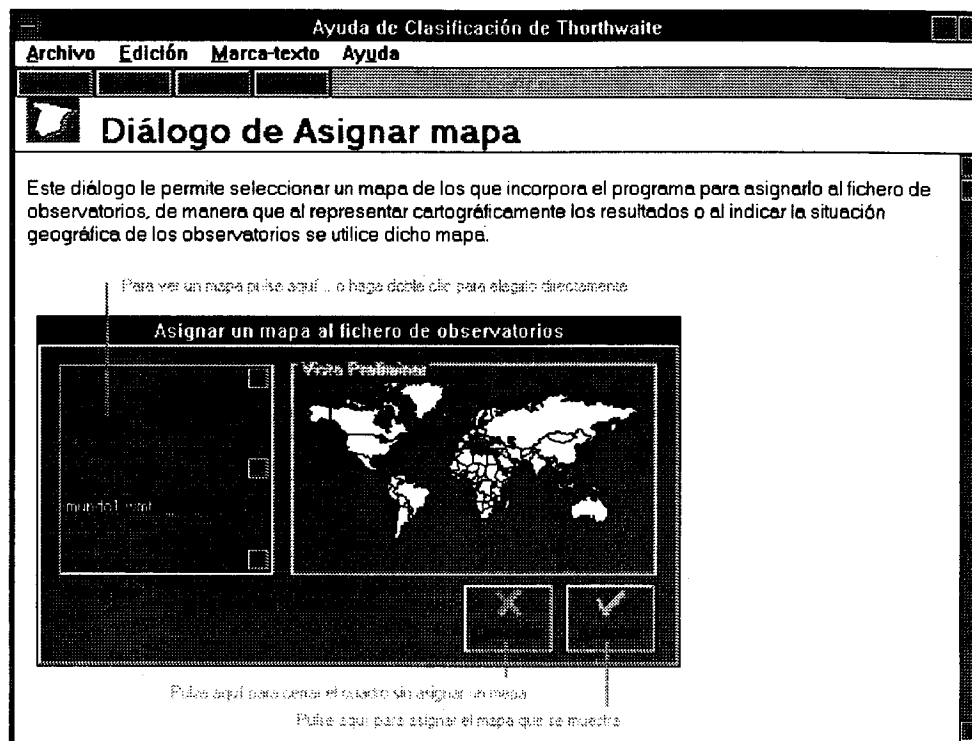 Ayuda de Clasificación de Thorthwaite
Archivo Edición Marca-texto Ayuda
Diálogo de Asignar mapa
Este diálogo le permite seleccionar un mapa de los que incorpora el programa para asignarlo al fichero de
observatorios, de manera que al representar cartográficamente los resultados o al indicar la situación
geográfica de los observatorios se utilice dicho mapa.
Para ver un mapa pulse aquí ... o haga doble clic para elegirlo directamente
Asignar un mapa al fichero de observatorios
Vista Preliminar
mundo1.wmf
Pulse aquí para cerrar el cuadro sin asignar un mapa
Pulse aquí para asignar el mapa que se muestra